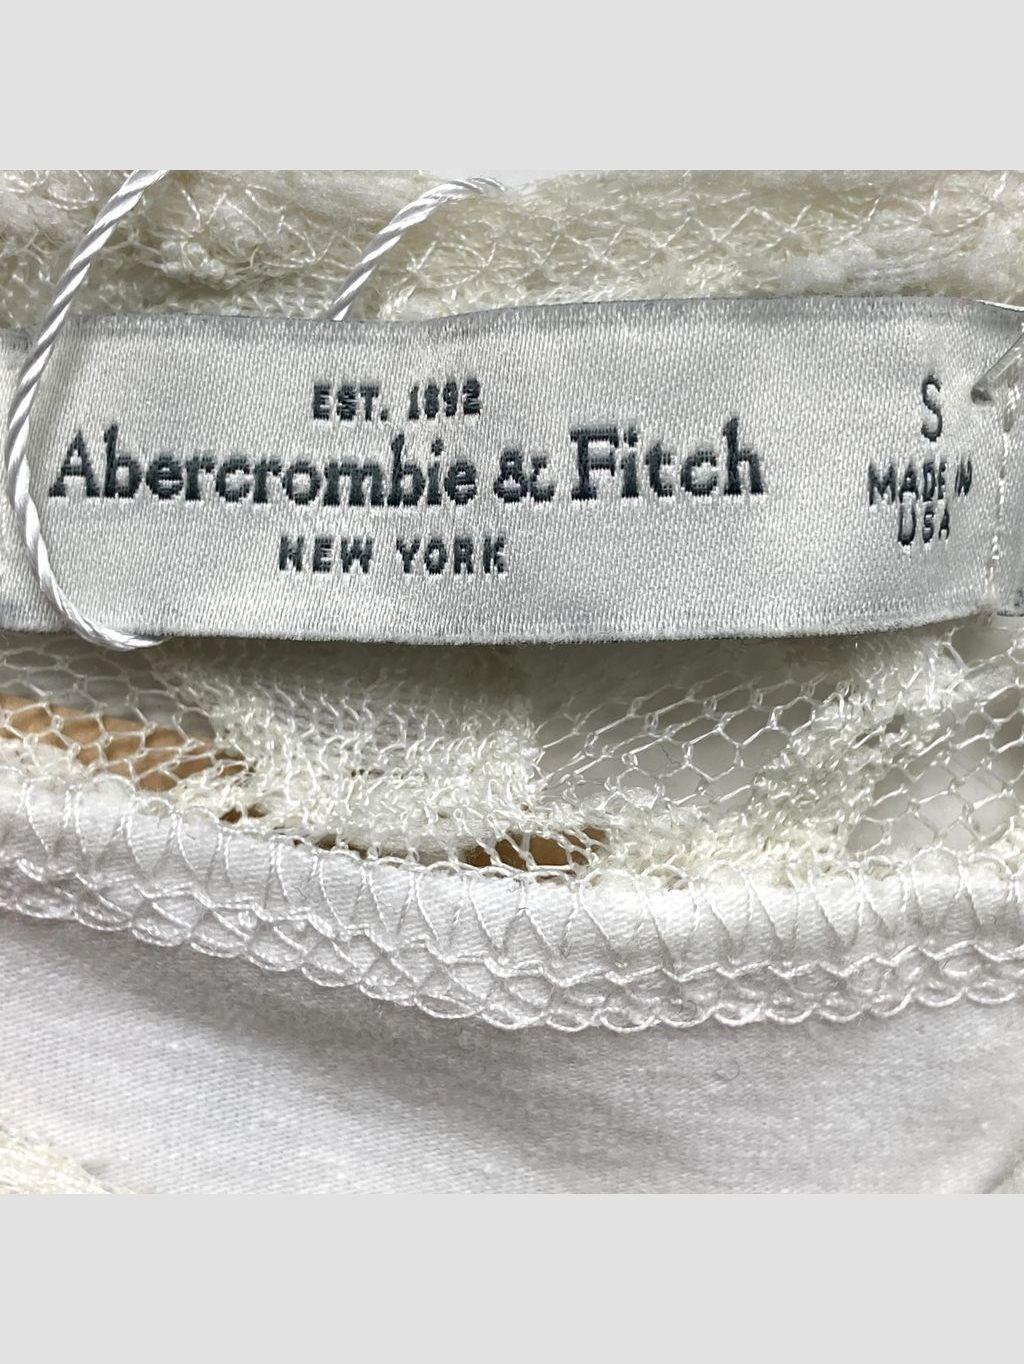 EST. 1892
Abercrombie & Fitch
NEW YORK
S
MADE IN
USA